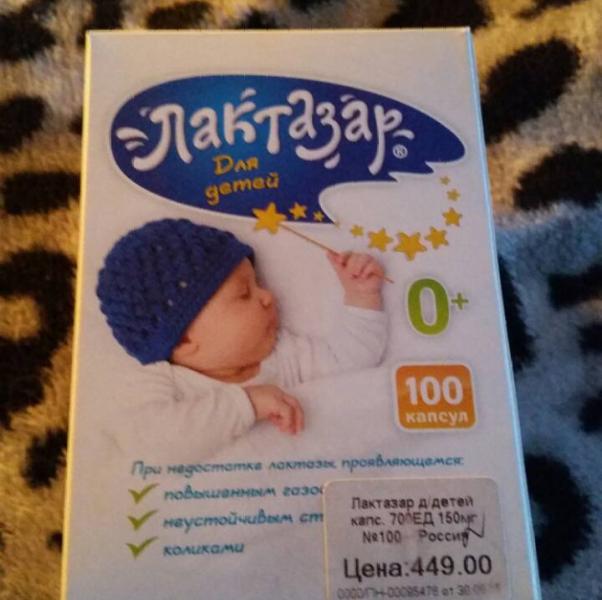 Лактазар®
Для
детей
0+
100
капсул
При недостатке лактазы, проявляющемся:
повышенным газо
неустойчивым ст
коликами
Лактазар д/детей
капс. 700ЕД 150мг
№100 Россия
Цена:449.00